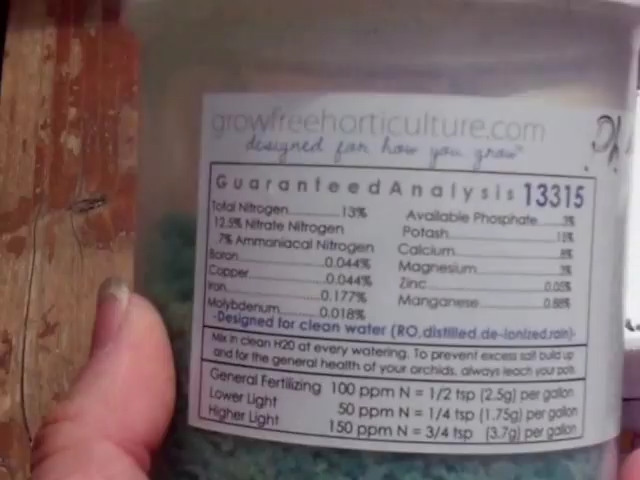 growfreehorticulture.com
designed for how you grow™
Guaranteed Analysis 13315
Total Nitrogen..............13%
12.5% Nitrate Nitrogen
.7% Ammoniacal Nitrogen
Boron...................0.044%
Copper.................0.044%
Iron.....................0.177%
Molybdenum.........0.018%
Available Phosphate.....3%
Potash.....................15%
Calcium....................8%
Magnesium................3%
Zinc.......................0.05%
Manganese
-Designed for clean water (RO,distilled,de-ionized,rain)-
Mix in clean H20 at every watering. To prevent excess salt build up
and for the general health of your orchids, always leach your pots.
General Fertilizing 100 ppm N = 1/2 tsp (2.5g) per gallon
Lower Light 50 ppm N = 1/4 tsp (1.75g) per gallon
Higher Light 150 ppm N = 3/4 tsp (3.7g) per gallon